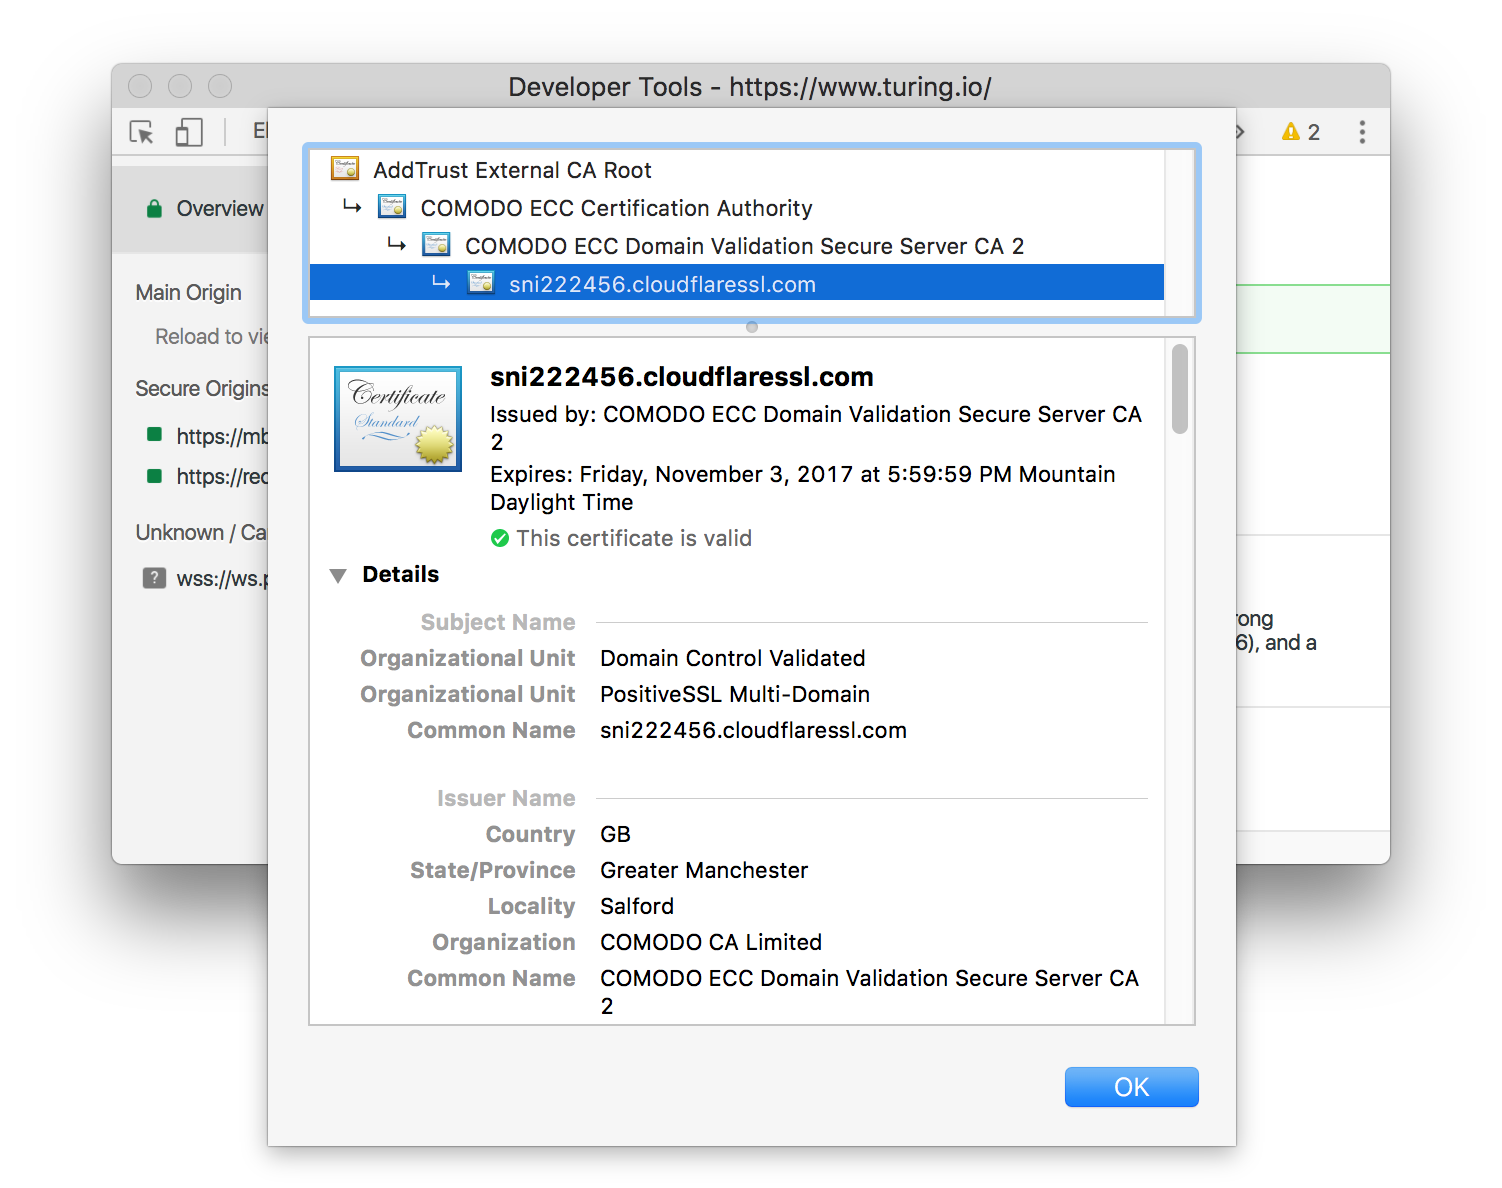 Developer Tools - https://www.turing.io/
2
AddTrust External CA Root
COMODO ECC Certification Authority
COMODO ECC Domain Validation Secure Server CA 2
sni222456.cloudflaressl.com
Overview
Main Origin
Reload to
Secure Origins
https://
https://
Unknown /
wss://ws.
sni222456.cloudflaressl.com
Issued by: COMODO ECC Domain Validation Secure Server CA
2
Expires: Friday, November 3, 2017 at 5:59:59 PM Mountain
Daylight Time
This certificate is valid
Details
Subject Name
Organizational Unit Domain Control Validated
Organizational Unit PositiveSSL Multi-Domain
Common Name sni222456.cloudflaressl.com
Issuer Name
Country GB
State/Province Greater Manchester
Locality Salford
Organization COMODO CA Limited
Common Name COMODO ECC Domain Validation Secure Server CA
2
6), and a
OK
Certificate
Standard